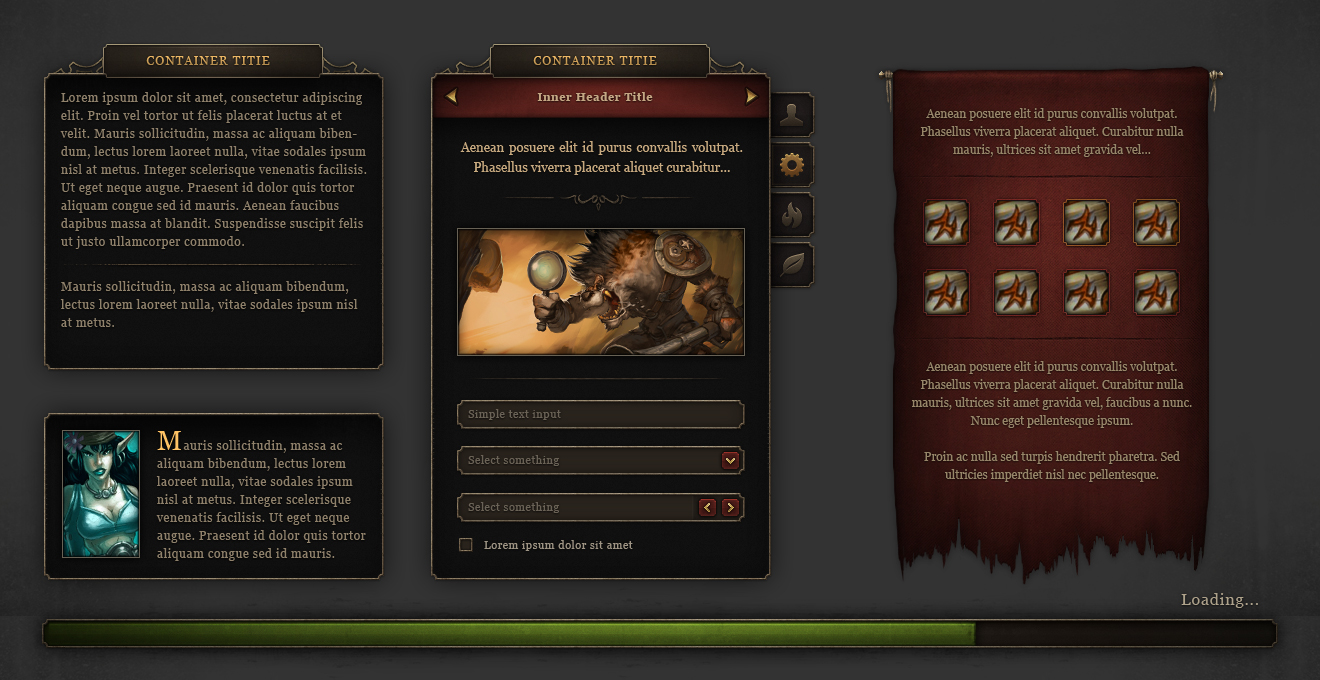 CONTAINER TITIE
Lorem ipsum dolor sit amet, consectetur adipiscing
elit. Proin vel tortor ut felis placerat luctus at et
velit. Mauris sollicitudin, massa ac aliquam biben-
dum, lectus lorem laoreet nulla, vitae sodales ipsum
nisl at metus. Integer scelerisque venenatis facilisis.
Ut eget neque augue. Praesent id dolor quis tortor
aliquam congue sed id mauris. Aenean faucibus
dapibus massa at blandit. Suspendisse suscipit felis
ut justo ullamcorper commodo.
Mauris sollicitudin, massa ac aliquam bibendum,
lectus lorem laoreet nulla, vitae sodales ipsum nisl
at metus.
Mauris sollicitudin, massa ac
aliquam bibendum, lectus lorem
laoreet nulla, vitae sodales ipsum
nisl at metus. Integer scelerisque
venenatis facilisis. Ut eget neque
augue. Praesent id dolor quis tortor
aliquam congue sed id mauris.
CONTAINER TITIE
Inner Header Title
Aenean posuere elit id purus convallis volutpat.
Phasellus viverra placerat aliquet curabitur...
Simple text input
Select something
Select something
Lorem ipsum dolor sit amet
Aenean posuere elit id purus convallis volutpat.
Phasellus viverra placerat aliquet. Curabitur nulla
mauris, ultrices sit amet gravida vel...
Aenean posuere elit id purus convallis volutpat.
Phasellus viverra placerat aliquet. Curabitur nulla
mauris, ultrices sit amet gravida vel, faucibus a nunc.
Nunc eget pellentesque ipsum.
Proin ac nulla sed turpis hendrerit pharetra. Sed
ultricies imperdiet nisl nec pellentesque.
Loading...